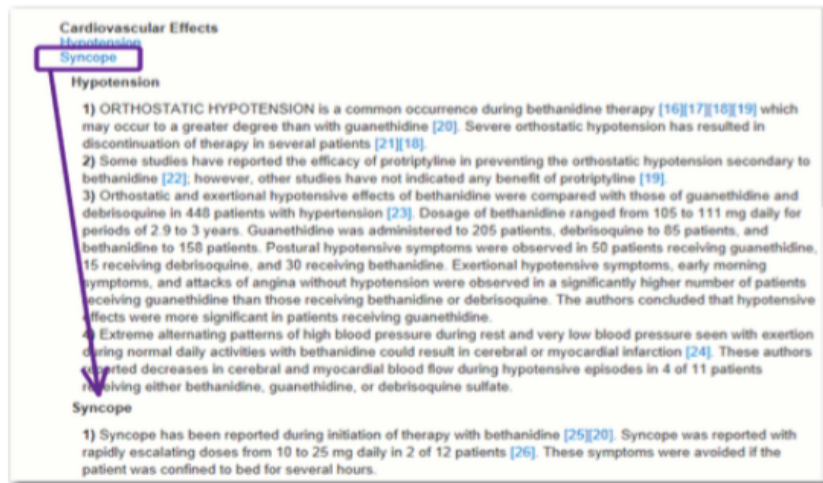 Cardiovascular Effects
Hypotension
Syncope
Hypotension
1) ORTHOSTATIC HYPOTENSION is a common occurrence during bethanidine therapy [16][17][18][19] which
may occur to a greater degree than with guanethidine [20]. Severe orthostatic hypotension has resulted in
discontinuation of therapy in several patients [21][18].
2) Some studies have reported the efficacy of protriptyline in preventing the orthostatic hypotension secondary to
bethanidine [22]; however, other studies have not indicated any benefit of protriptyline [19].
3) Orthostatic and exertional hypotensive effects of bethanidine were compared with those of guanethidine and
debrisoquine in 448 patients with hypertension [23]. Dosage of bethanidine ranged from 105 to 111 mg daily for
periods of 2.9 to 3 years. Guanethidine was administered to 205 patients, debrisoquine to 85 patients, and
bethanidine to 158 patients. Postural hypotensive symptoms were observed in 50 patients receiving guanethidine,
15 receiving debrisoquine, and 30 receiving bethanidine. Exertional hypotensive symptoms, early morning
symptoms, and attacks of angina without hypotension were observed in a significantly higher number of patients
receiving guanethidine than those receiving bethanidine or debrisoquine. The authors concluded that hypotensive
effects were more significant in patients receiving guanethidine.
4) Extreme alternating patterns of high blood pressure during rest and very low blood pressure seen with exertion
during normal daily activities with bethanidine could result in cerebral or myocardial infarction [24]. These authors
reported decreases in cerebral and myocardial blood flow during hypotensive episodes in 4 of 11 patients
receiving either bethanidine, guanethidine, or debrisoquine sulfate.
Syncope
1) Syncope has been reported during initiation of therapy with bethanidine [25][20]. Syncope was reported with
rapidly escalating doses from 10 to 25 mg daily in 2 of 12 patients [26]. These symptoms were avoided if the
patient was confined to bed for several hours.